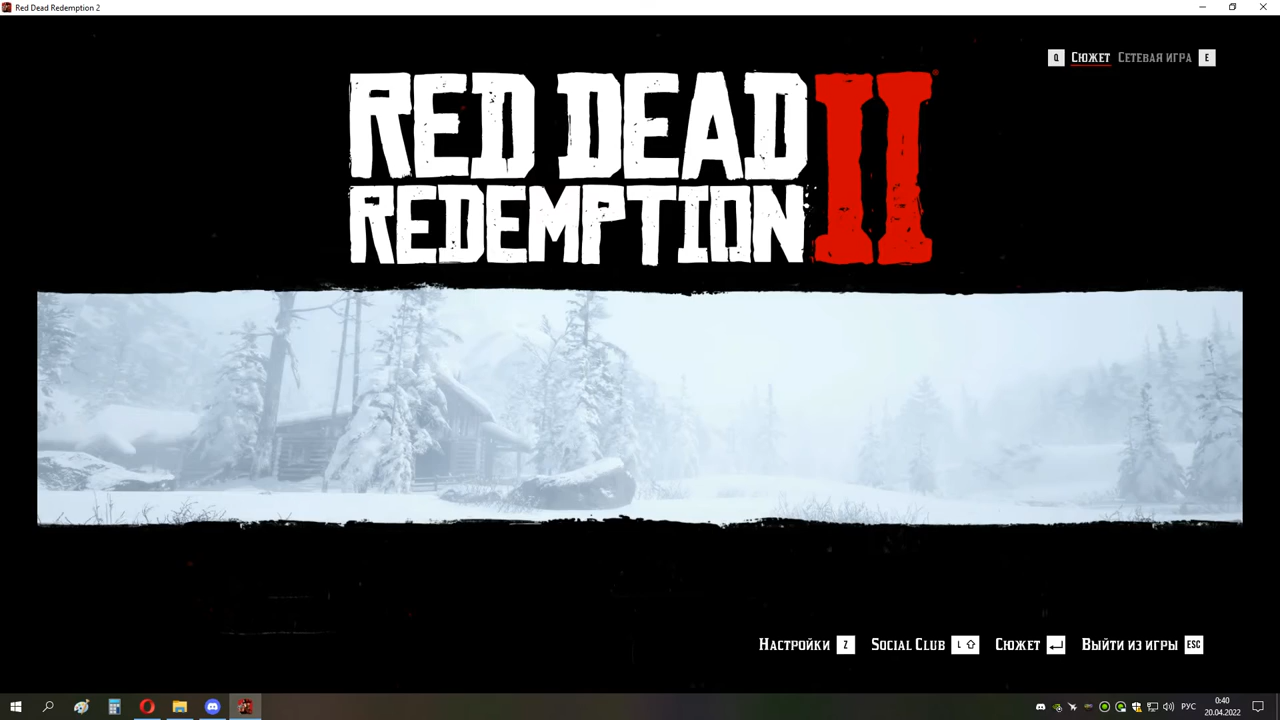 Red Dead Redemption 2
Q Сюжет Сетевая игра E
RED DEAD
REDEMPTION II
Настройки Z Social Club L Сюжет Выйти из игры ESC
РУС
0:40
20.04.2022